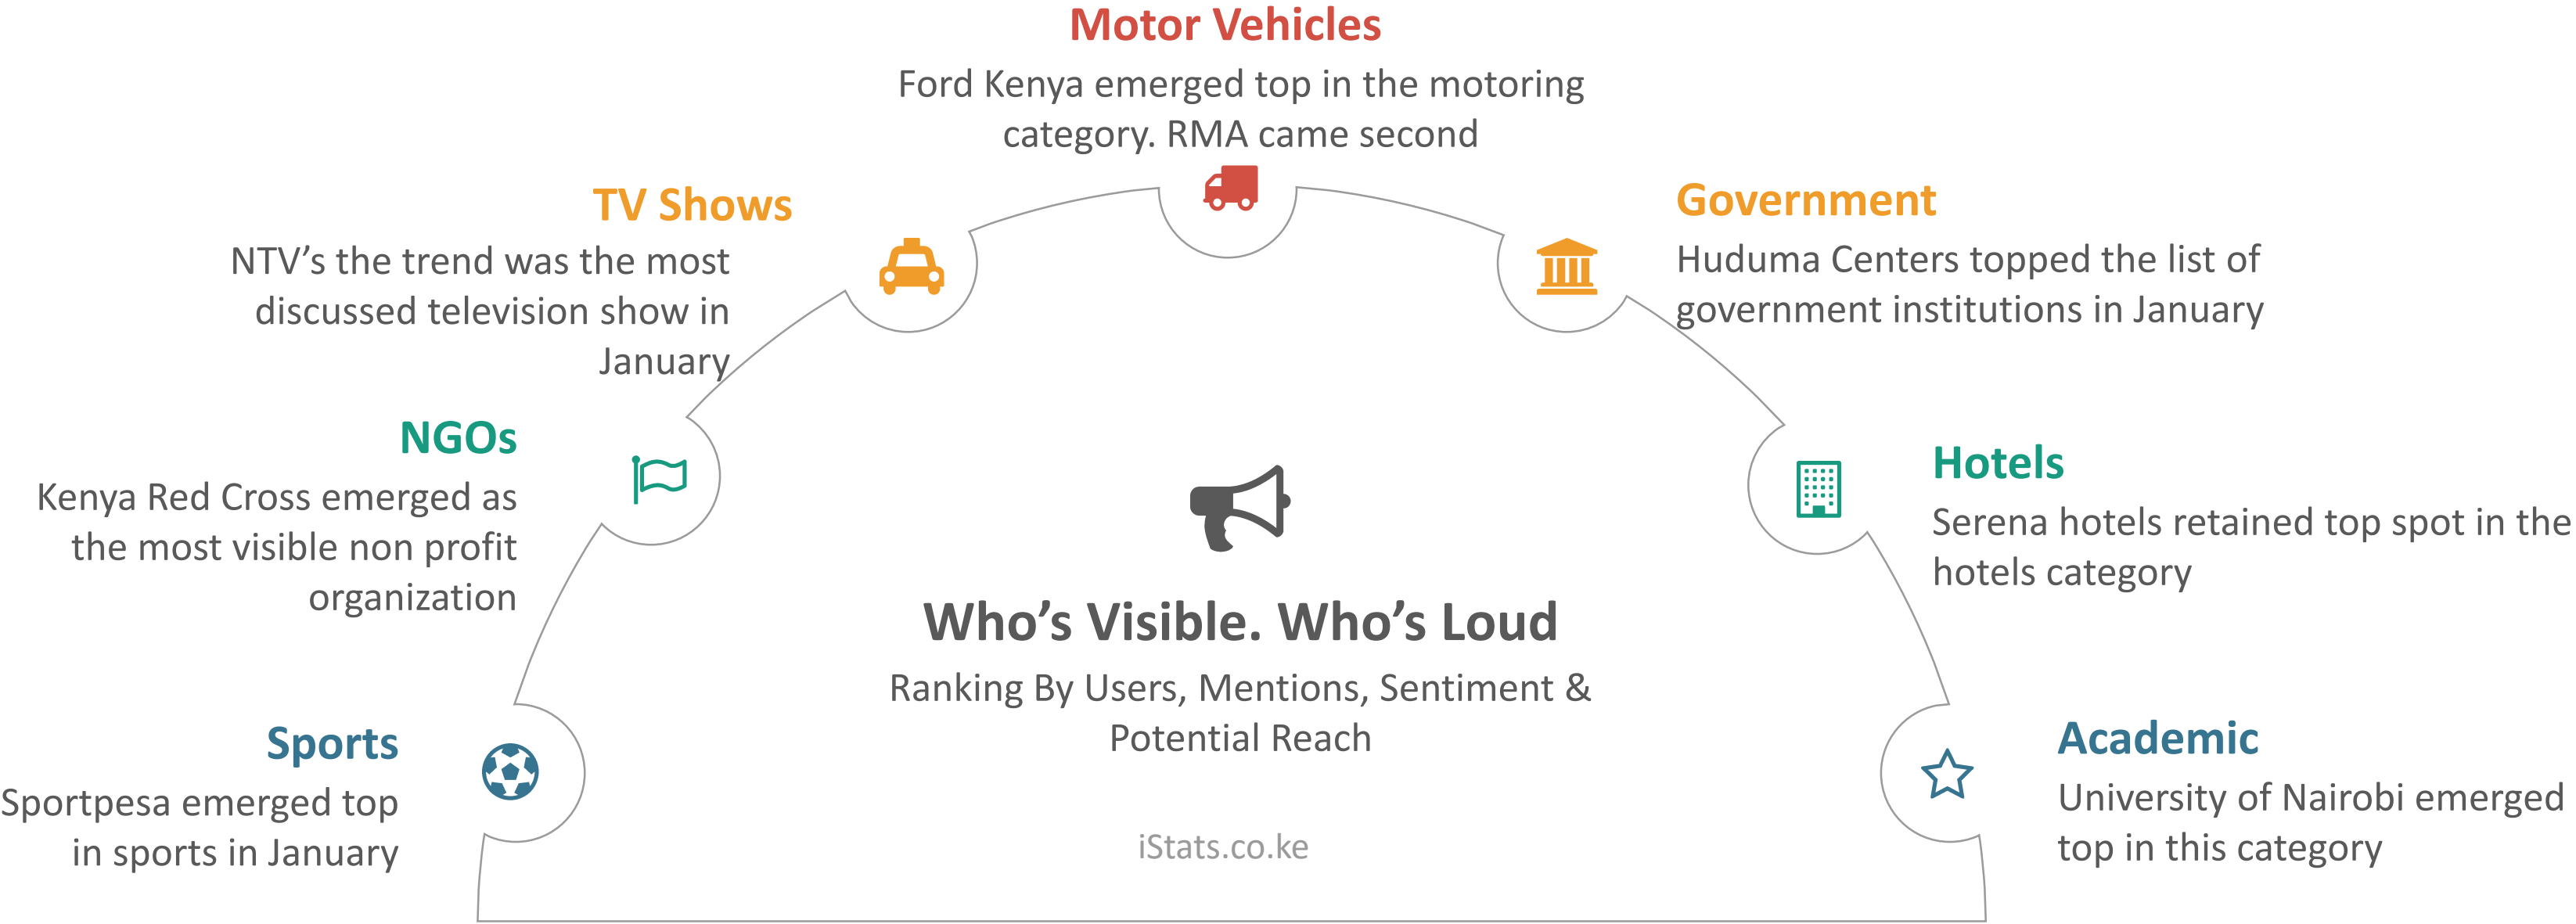 Motor Vehicles
Ford Kenya emerged top in the motoring
category. RMA came second
TV Shows
NTV’s the trend was the most
discussed television show in
January
Government
Huduma Centers topped the list of
government institutions in January
NGOs
Kenya Red Cross emerged as
the most visible non profit
organization
Hotels
Serena hotels retained top spot in the
hotels category
Who’s Visible. Who’s Loud
Ranking By Users, Mentions, Sentiment &
Potential Reach
Sports
Sportpesa emerged top
in sports in January
Academic
University of Nairobi emerged
top in this category
iStats.co.ke